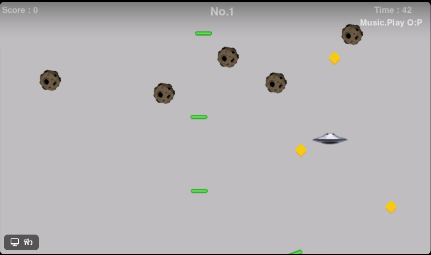 Score : 0
No.1
Time : 42
Music.Play O:P